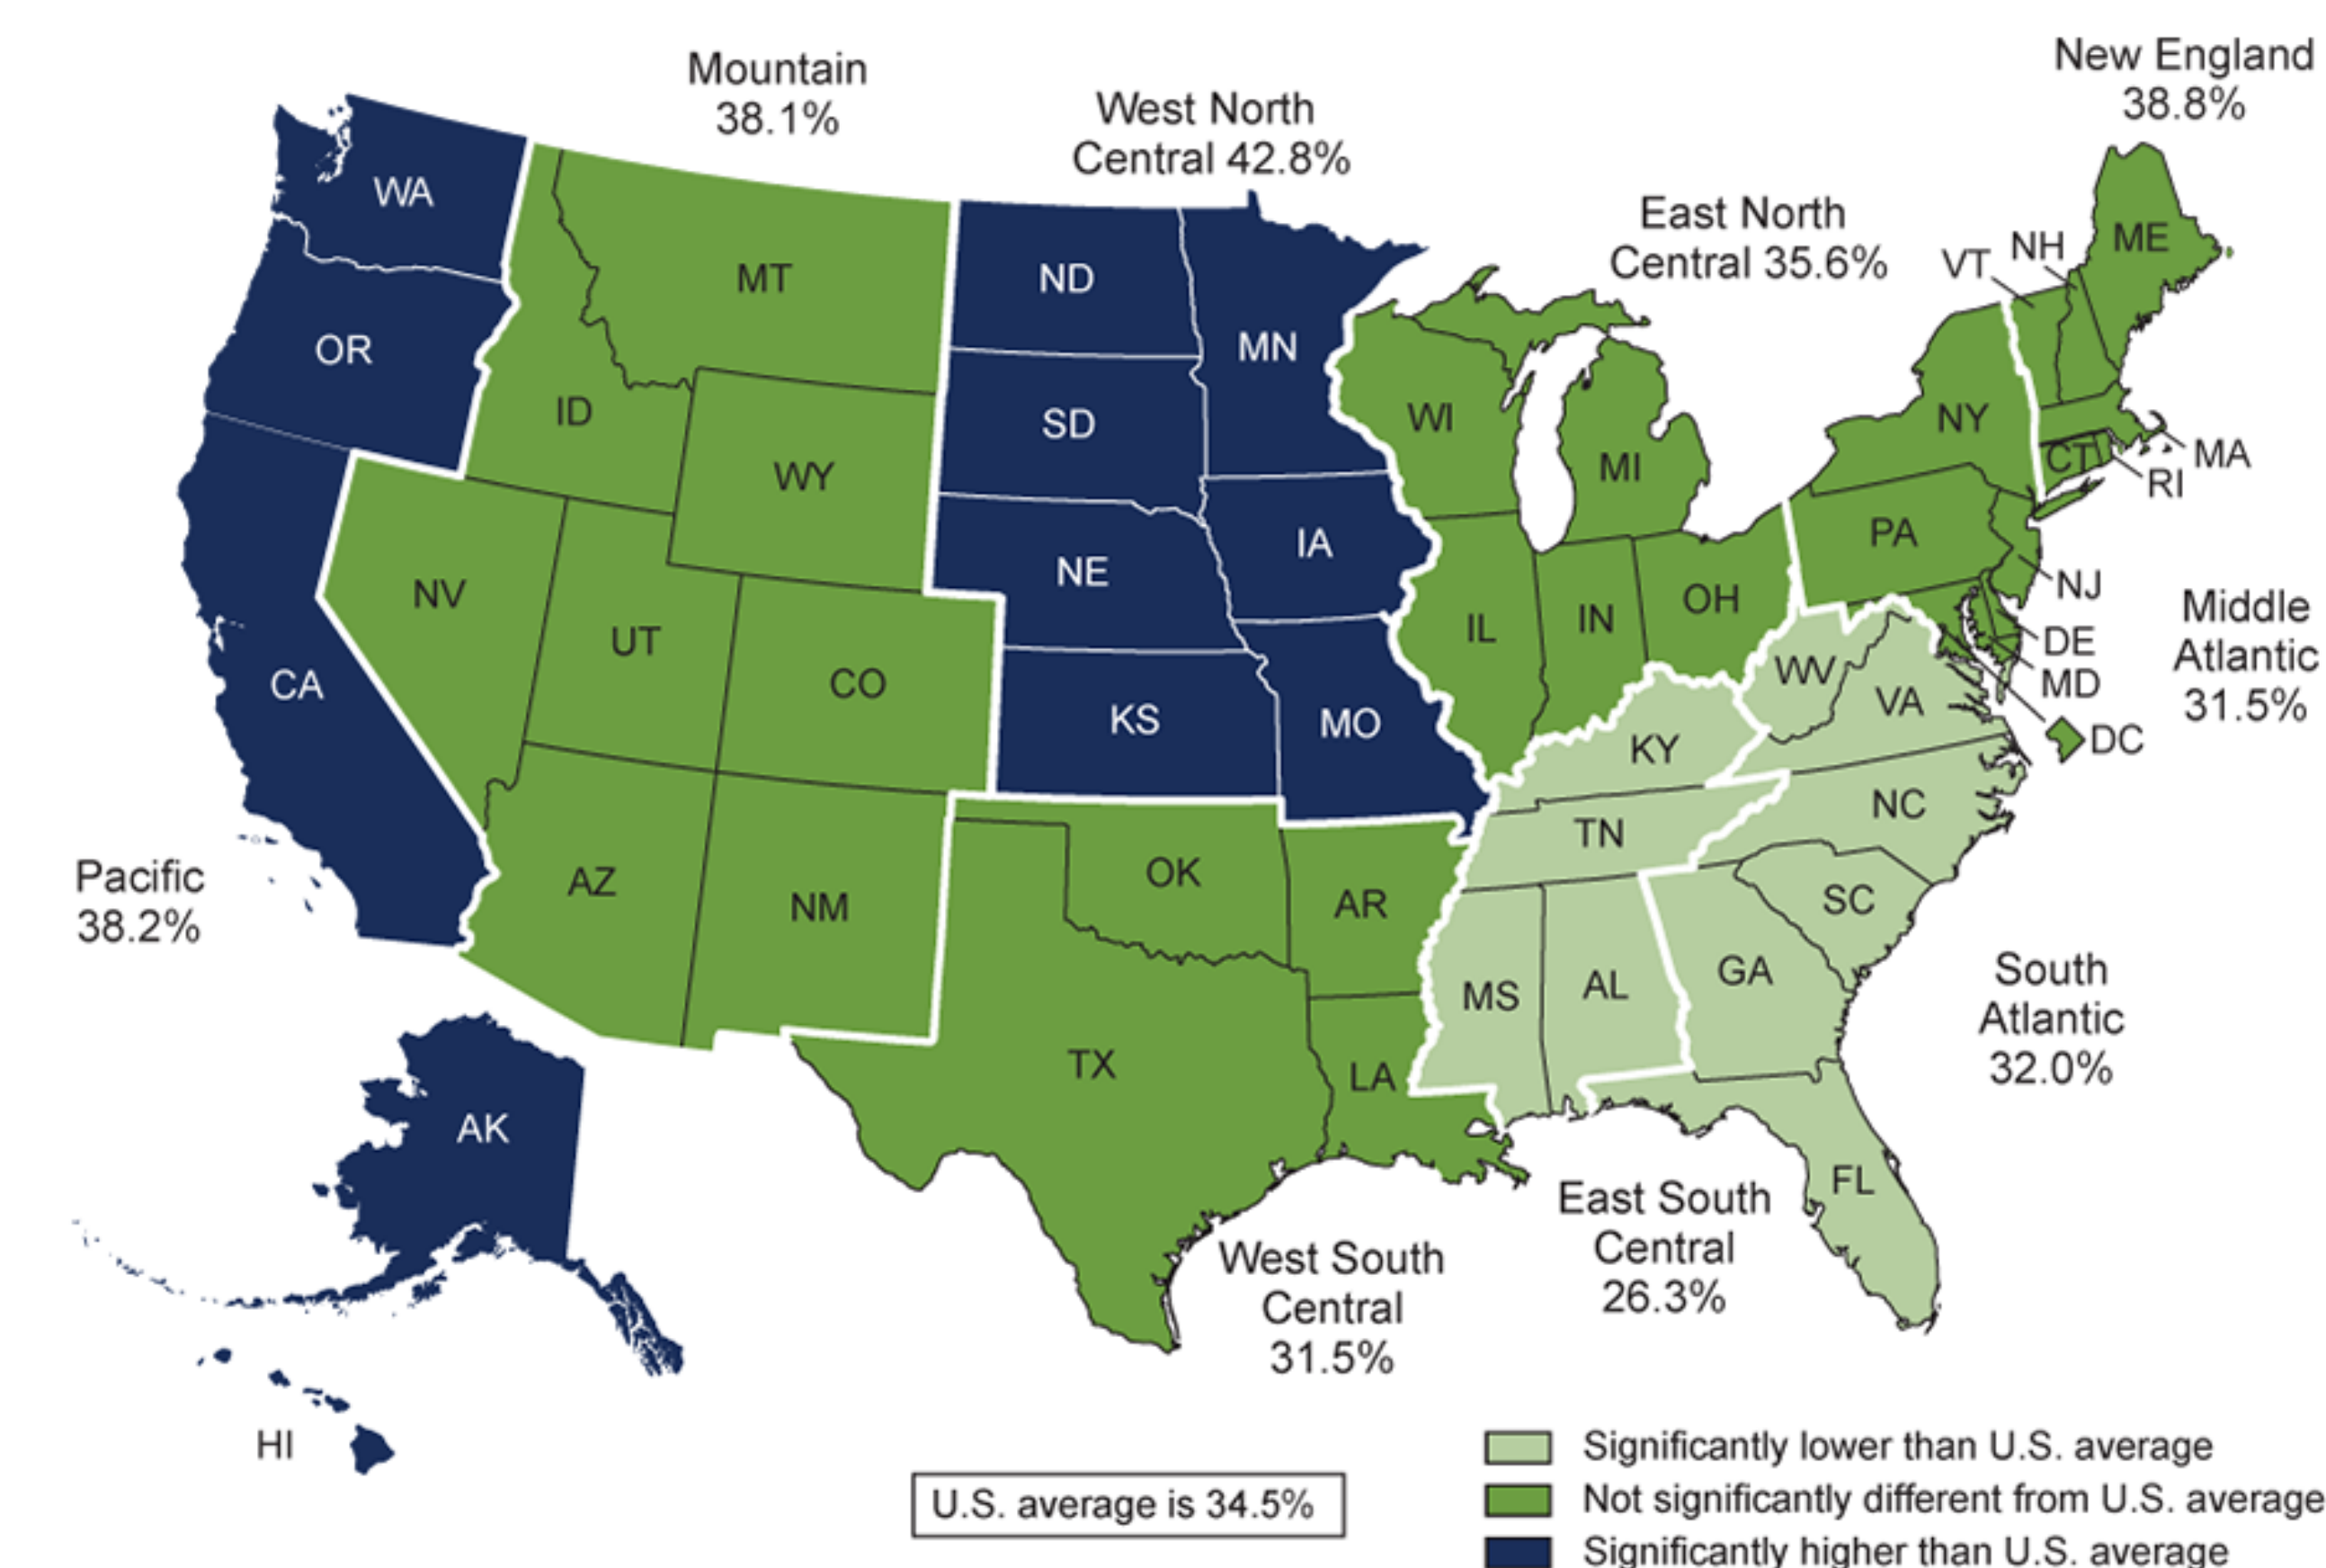 Mountain
38.1%
West North
Central 42.8%
New England
38.8%
East North
Central 35.6%
WA
OR
CA
MT
ID
WY
NV
UT
CO
AZ
NM
ND
SD
NE
KS
MN
IA
MO
WI
MI
IL
IN
OH
VT
NH
ME
NY
MA
CT
RI
PA
NJ
DE
MD
DC
Middle
Atlantic
31.5%
WV
VA
KY
TN
NC
SC
MS
AL
GA
FL
OK
AR
TX
LA
Pacific
38.2%
South
Atlantic
32.0%
AK
HI
West South
Central
31.5%
East South
Central
26.3%
U.S. average is 34.5%
Significantly lower than U.S. average
Not significantly different from U.S. average
Significantly higher than U.S. average